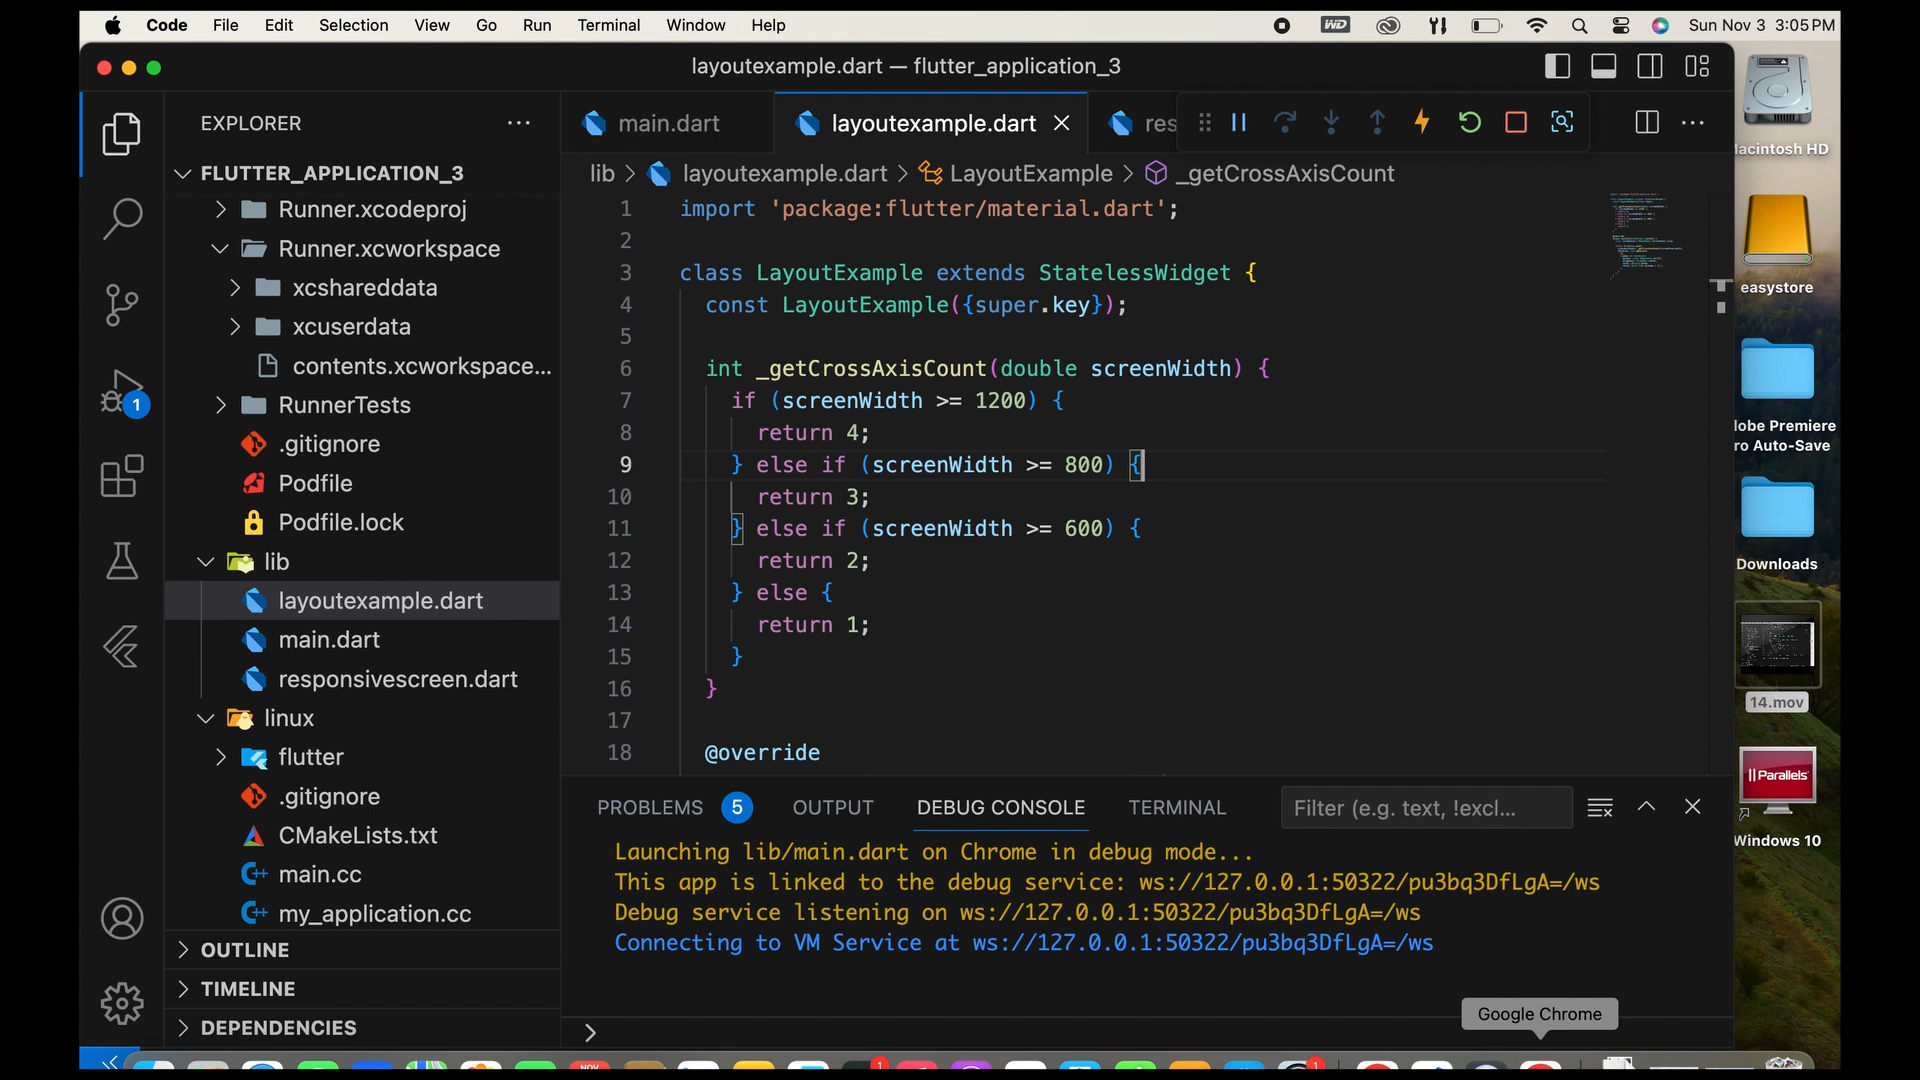 Code File Edit Selection View Go Run Terminal Window Help
WD
Sun Nov 3 3:05 PM
layoutexample.dart — flutter_application_3
EXPLORER
FLUTTER_APPLICATION_3
Runner.xcodeproj
Runner.xcworkspace
xcshareddata
xcuserdata
contents.xcworkspace...
RunnerTests
.gitignore
Podfile
Podfile.lock
lib
layoutexample.dart
main.dart
responsivescreen.dart
linux
flutter
.gitignore
CMakeLists.txt
main.cc
my_application.cc
OUTLINE
TIMELINE
DEPENDENCIES
1
main.dart
layoutexample.dart
res
lib > layoutexample.dart > LayoutExample > _getCrossAxisCount
1 import 'package:flutter/material.dart';
2
3 class LayoutExample extends StatelessWidget {
4 const LayoutExample({super.key});
5
6 int _getCrossAxisCount(double screenWidth) {
7 if (screenWidth >= 1200) {
8 return 4;
9 } else if (screenWidth >= 800) {
10 return 3;
11 } else if (screenWidth >= 600) {
12 return 2;
13 } else {
14 return 1;
15 }
16 }
17
18 @override
PROBLEMS 5 OUTPUT DEBUG CONSOLE TERMINAL
Filter (e.g. text, !excl...
Launching lib/main.dart on Chrome in debug mode...
This app is linked to the debug service: ws://127.0.0.1:50322/pu3bq3DfLgA=/ws
Debug service listening on ws://127.0.0.1:50322/pu3bq3DfLgA=/ws
Connecting to VM Service at ws://127.0.0.1:50322/pu3bq3DfLgA=/ws
Google Chrome
acintosh HD
easystore
lobe Premiere
ro Auto-Save
Downloads
14.mov
Parallels
Windows 10
NOV
1
1